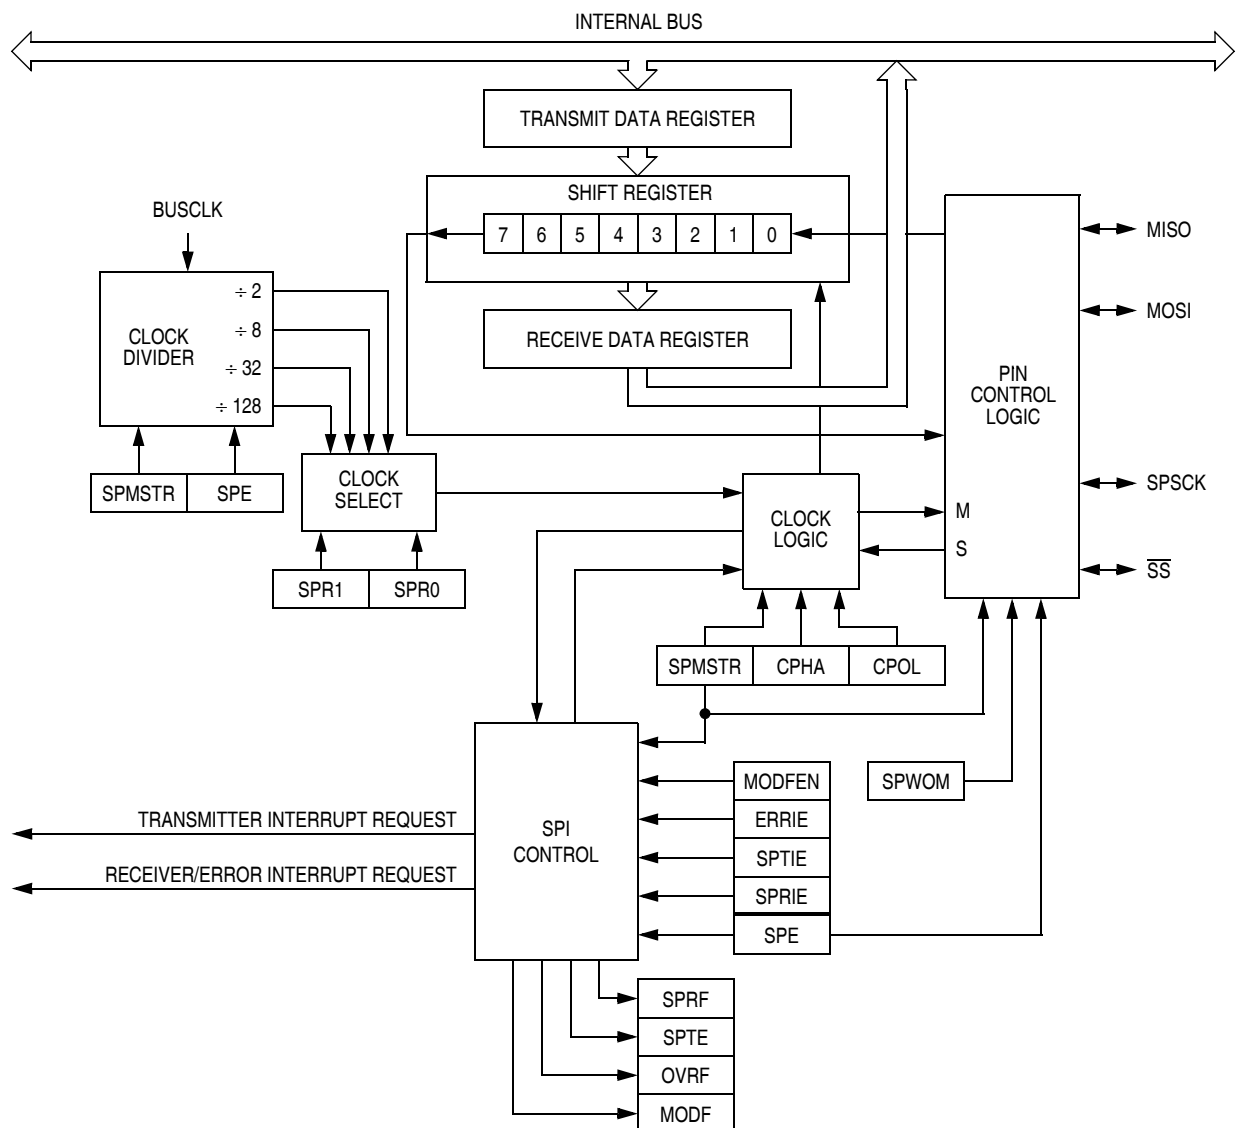 INTERNAL BUS
TRANSMIT DATA REGISTER
SHIFT REGISTER
7 6 5 4 3 2 1 0
RECEIVE DATA REGISTER
BUSCLK
CLOCK
DIVIDER
÷ 2
÷ 8
÷ 32
÷ 128
SPMSTR SPE
CLOCK
SELECT
SPR1 SPR0
CLOCK
LOGIC
PIN
CONTROL
LOGIC
M
S
MISO
MOSI
SPSCK
SS
SPMSTR CPHA CPOL
TRANSMITTER INTERRUPT REQUEST
RECEIVER/ERROR INTERRUPT REQUEST
SPI
CONTROL
MODFEN
ERRIE
SPTIE
SPRIE
SPE
SPWOM
SPRF
SPTE
OVRF
MODF